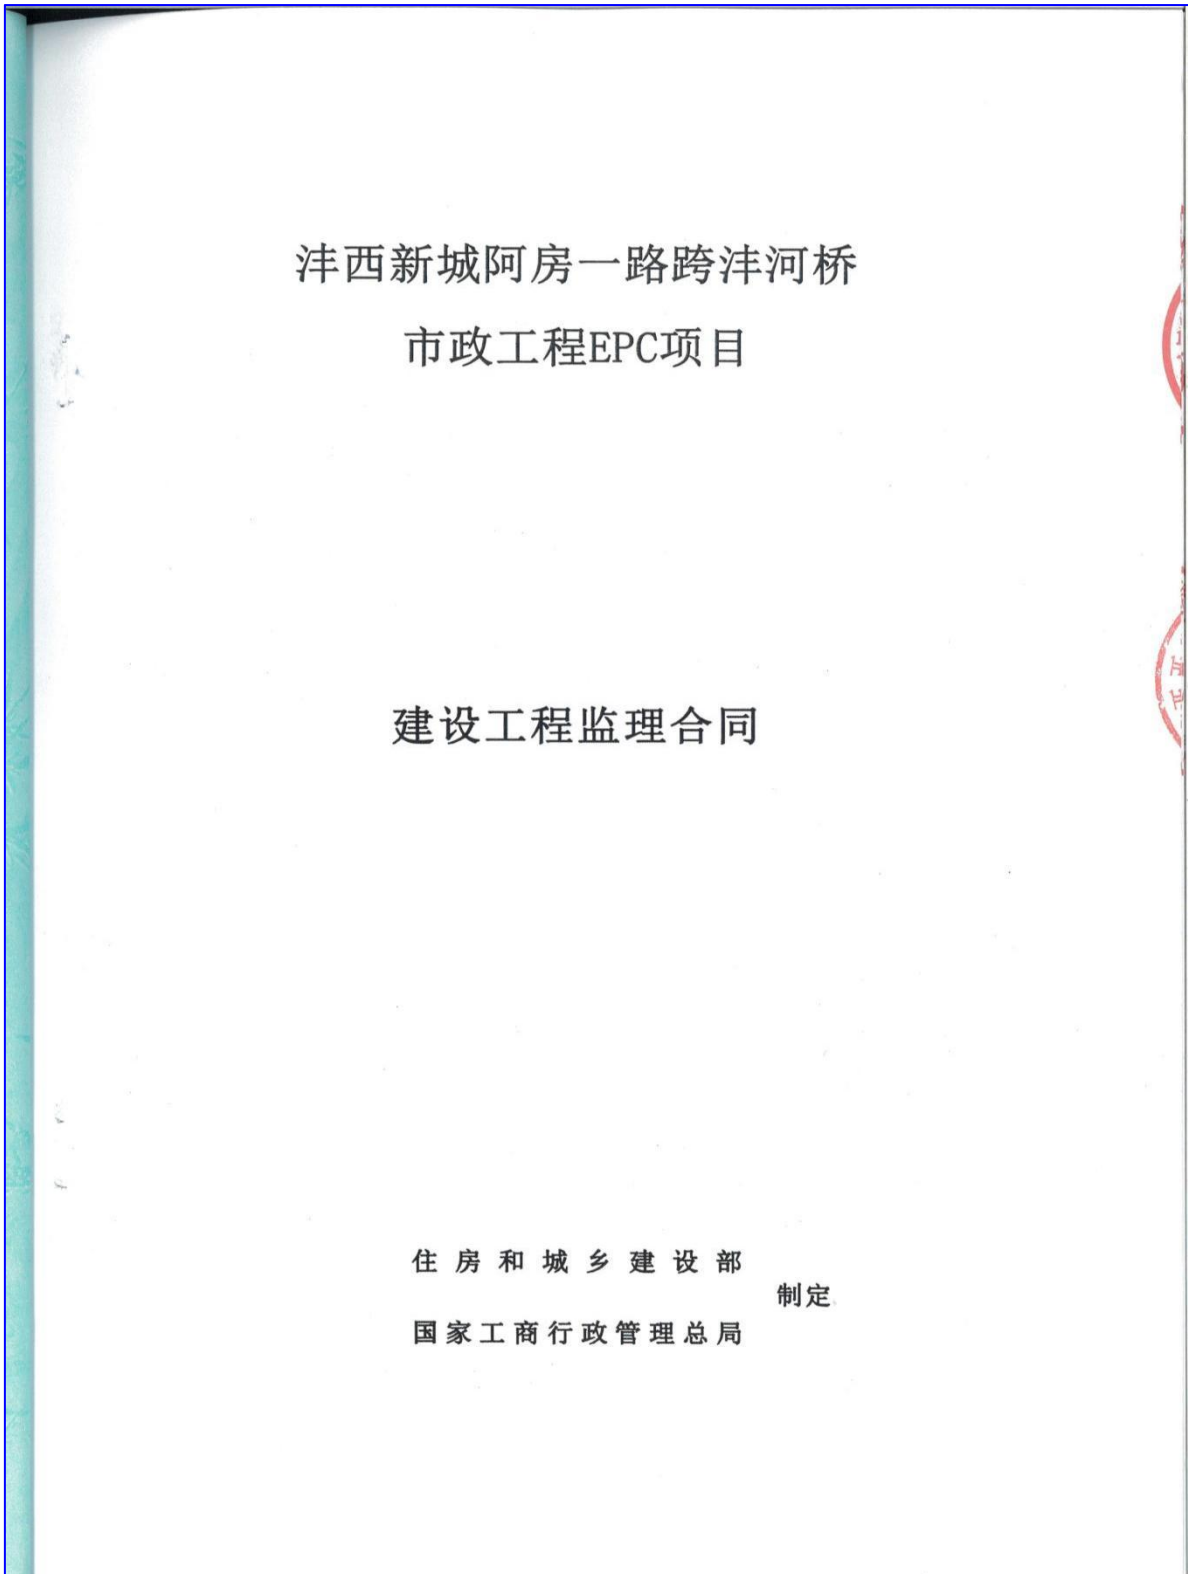 沣西新城阿房一路跨沣河桥
市政工程EPC项目
建设工程监理合同
住房和城乡建设部
制定
国家工商行政管理总局